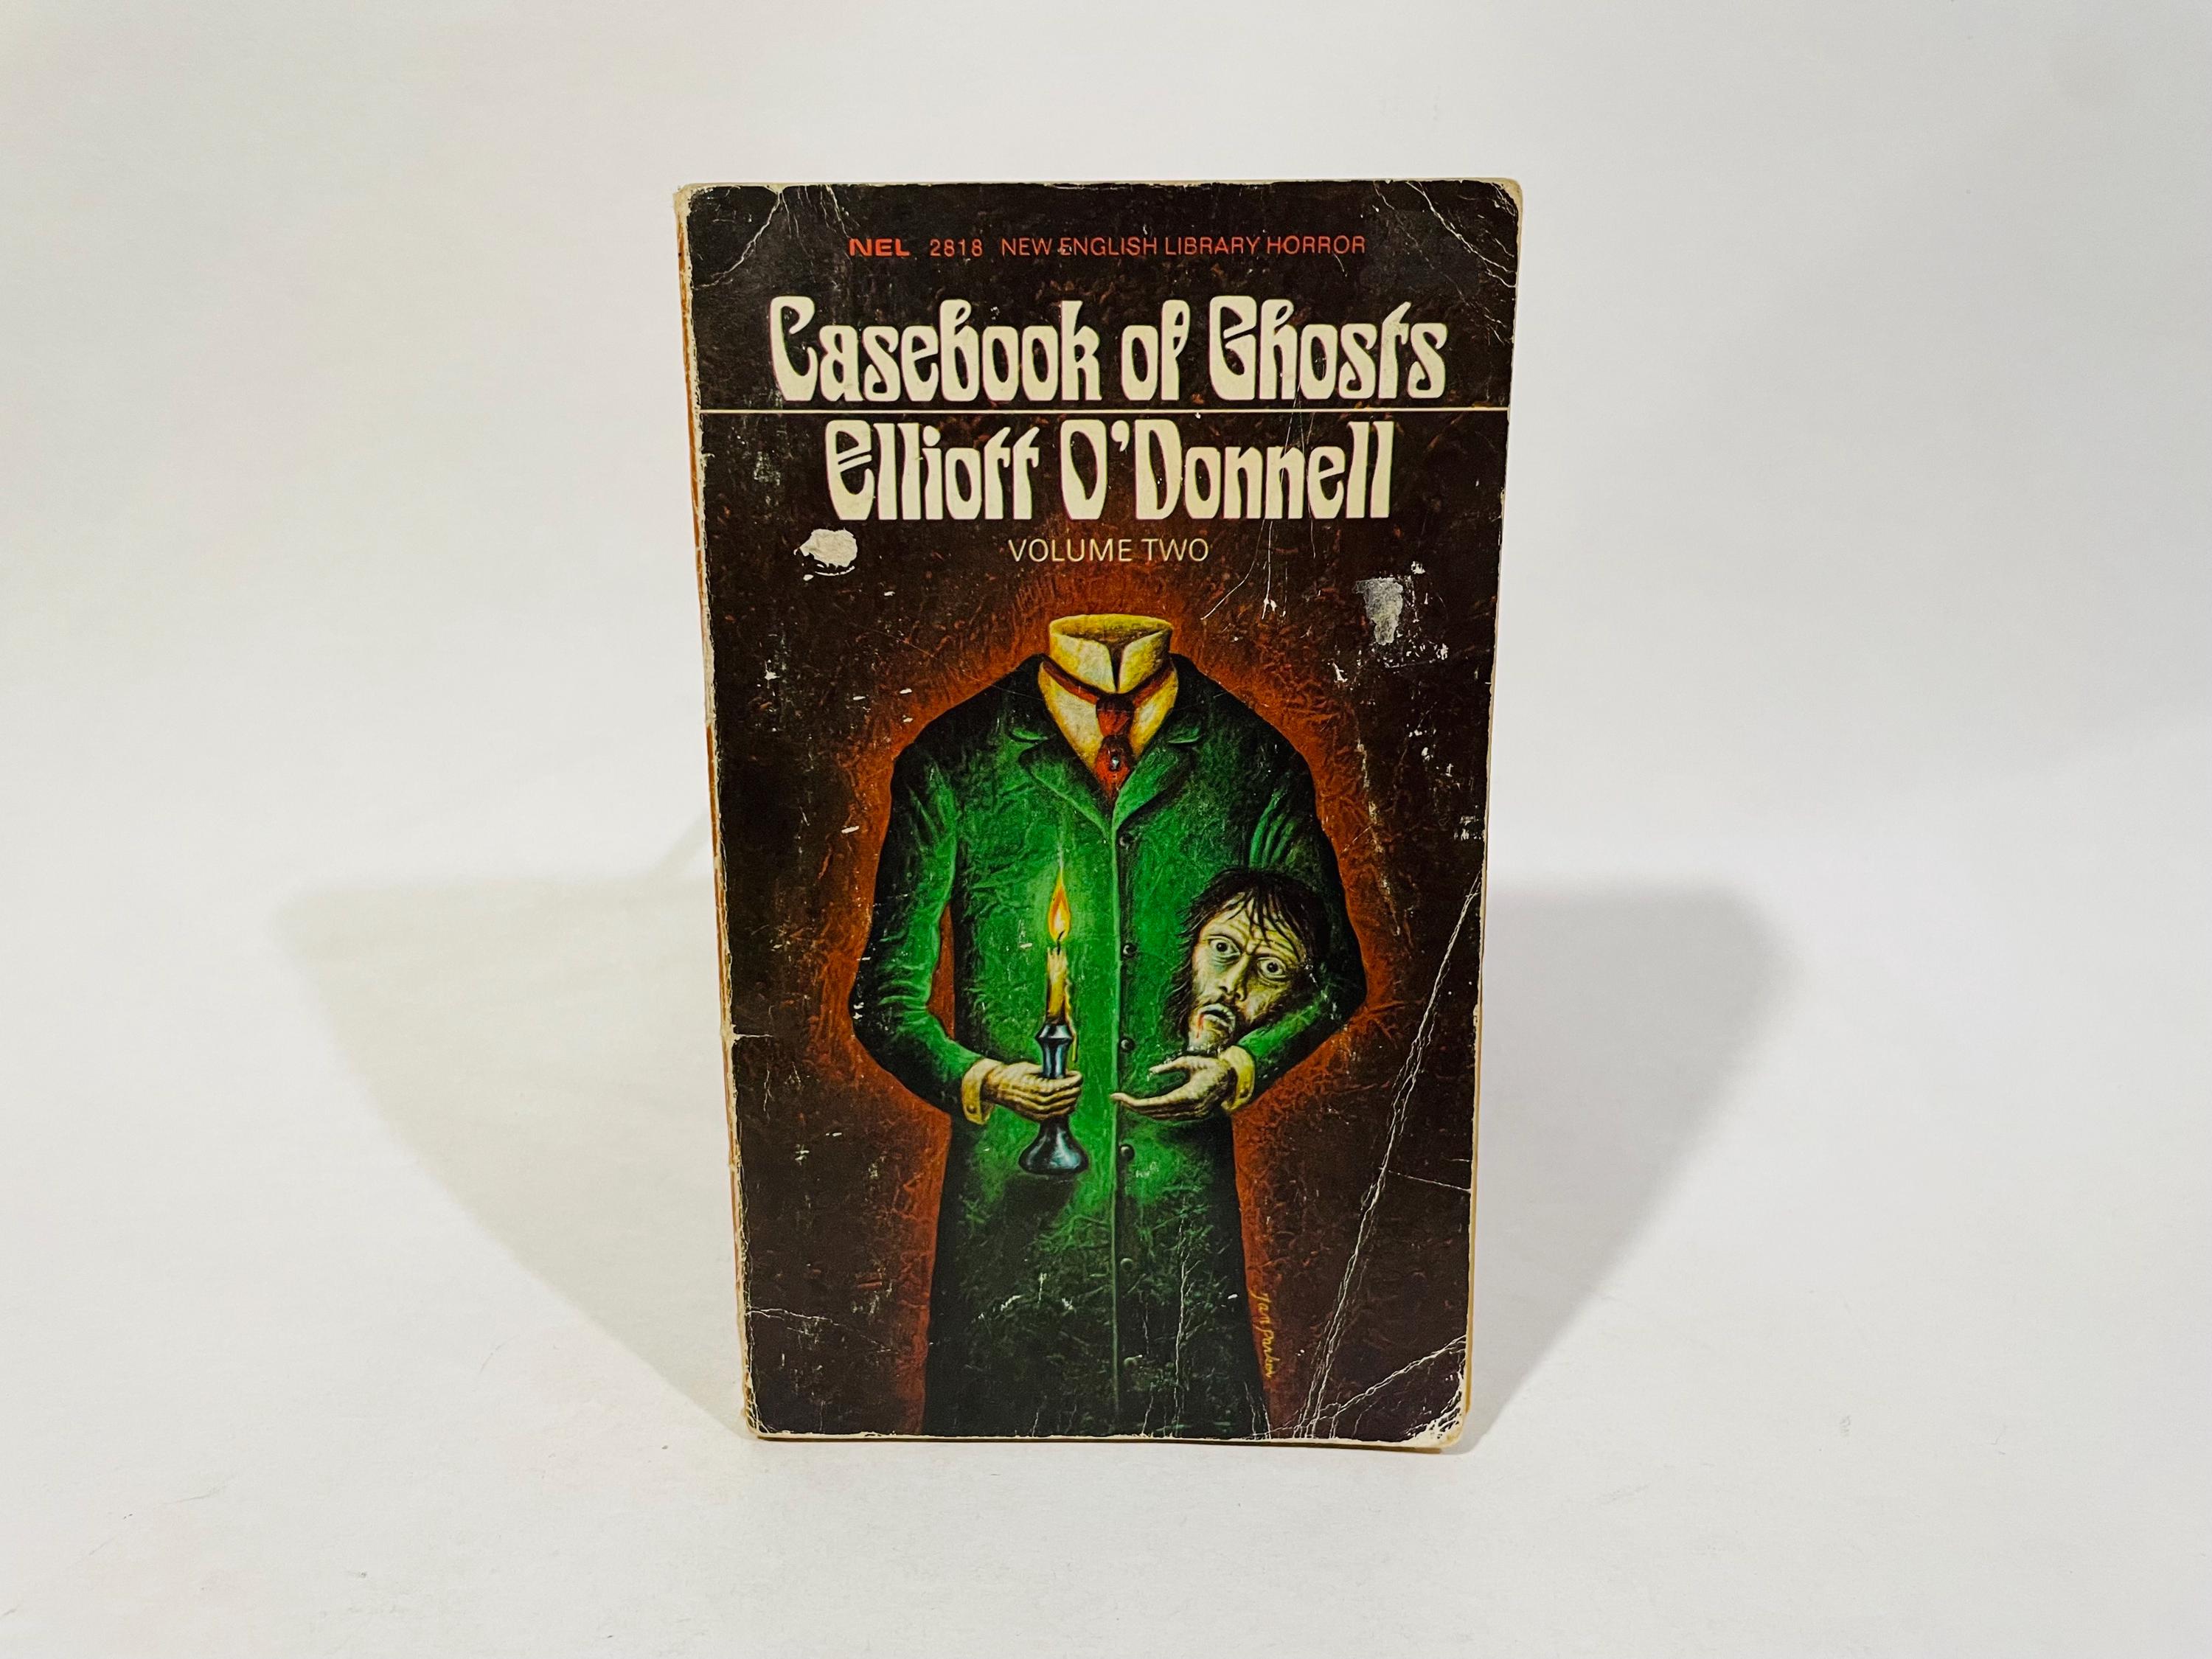 NEL 2818 NEW ENGLISH LIBRARY HORROR
Casebook of Ghosts
Elliott O'Donnell
VOLUME TWO